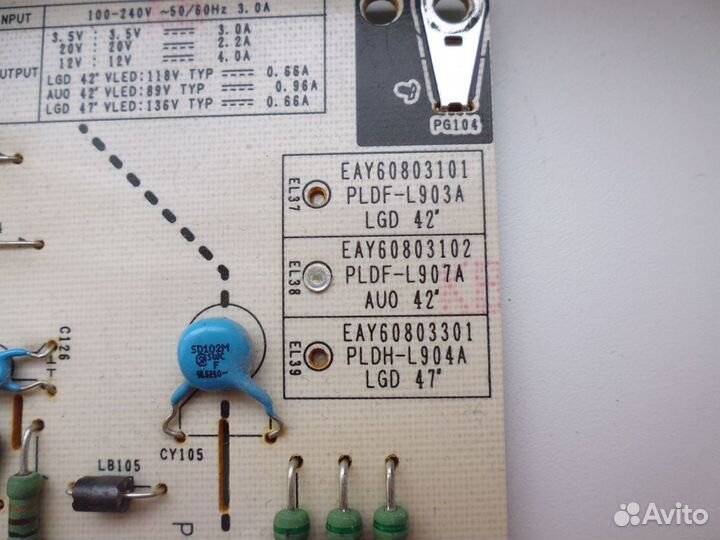 INPUT 100-240V ~50/60Hz 3.0A
3.5V : 3.5V 3.0A
20V : 20V 2.2A
12V : 12V 4.0A
OUTPUT
LGD 42" VLED:118V TYP 0.66A
AUO 42" VLED:89V TYP 0.96A
LGD 47" VLED:136V TYP 0.66A
PG104
EL37
EAY60803101
PLDF-L903A
LGD 42"
EL38
EAY60803102
PLDF-L907A
AUO 42"
EL39
EAY60803301
PLDH-L904A
LGD 47"
C126
SD102M
SWC
F
CY105
LB105
P
Avito